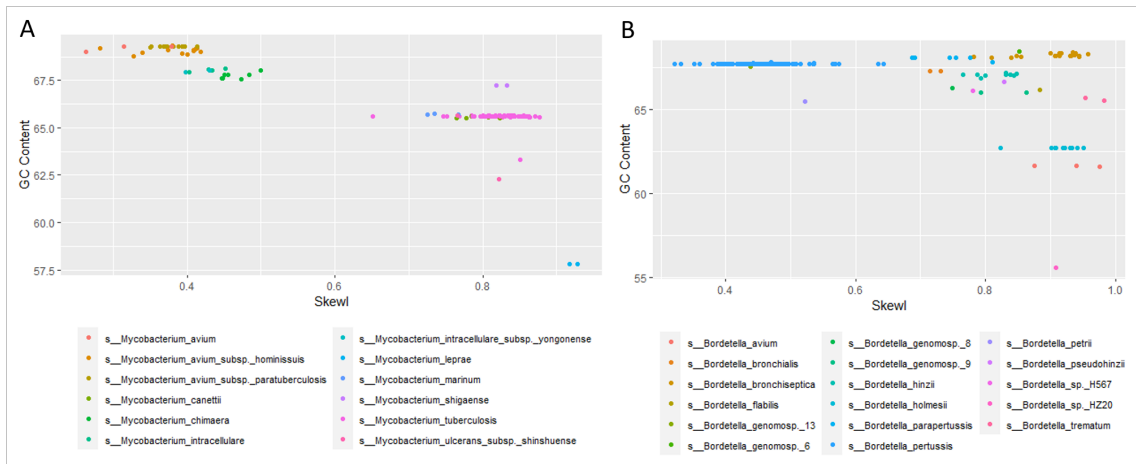 A
GC Content
67.5
65.0
62.5
60.0
57.5
0.4
0.6
0.8
Skewl
s__Mycobacterium_avium
s__Mycobacterium_avium_subsp._hominissuis
s__Mycobacterium_avium_subsp._paratuberculosis
s__Mycobacterium_canettii
s__Mycobacterium_chimaera
s__Mycobacterium_intracellulare
s__Mycobacterium_intracellulare_subsp._yongonense
s__Mycobacterium_leprae
s__Mycobacterium_marinum
s__Mycobacterium_shigaense
s__Mycobacterium_tuberculosis
s__Mycobacterium_ulcerans_subsp._shinshuense
B
GC Content
65
60
55
0.4
0.6
0.8
1.0
Skewl
s__Bordetella_avium
s__Bordetella_bronchialis
s__Bordetella_bronchiseptica
s__Bordetella_flabilis
s__Bordetella_genomosp._13
s__Bordetella_genomosp._6
s__Bordetella_genomosp._8
s__Bordetella_genomosp._9
s__Bordetella_hinzii
s__Bordetella_holmesii
s__Bordetella_parapertussis
s__Bordetella_pertussis
s__Bordetella_petrii
s__Bordetella_pseudohinzii
s__Bordetella_sp._H567
s__Bordetella_sp._HZ20
s__Bordetella_trematum